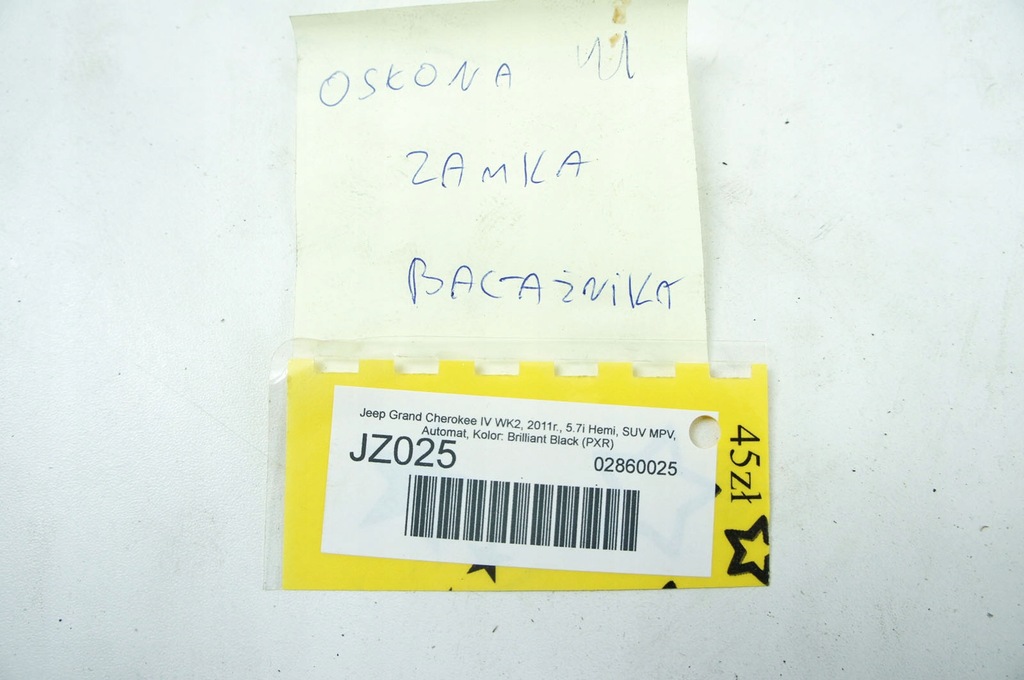 OSKONA
ZAMKA
BAGAŻNIKA
Jeep Grand Cherokee IV WK2, 2011r., 5.7i Hemi, SUV MPV,
Automat, Kolor: Brilliant Black (PXR)
JZ025
02860025
45zł